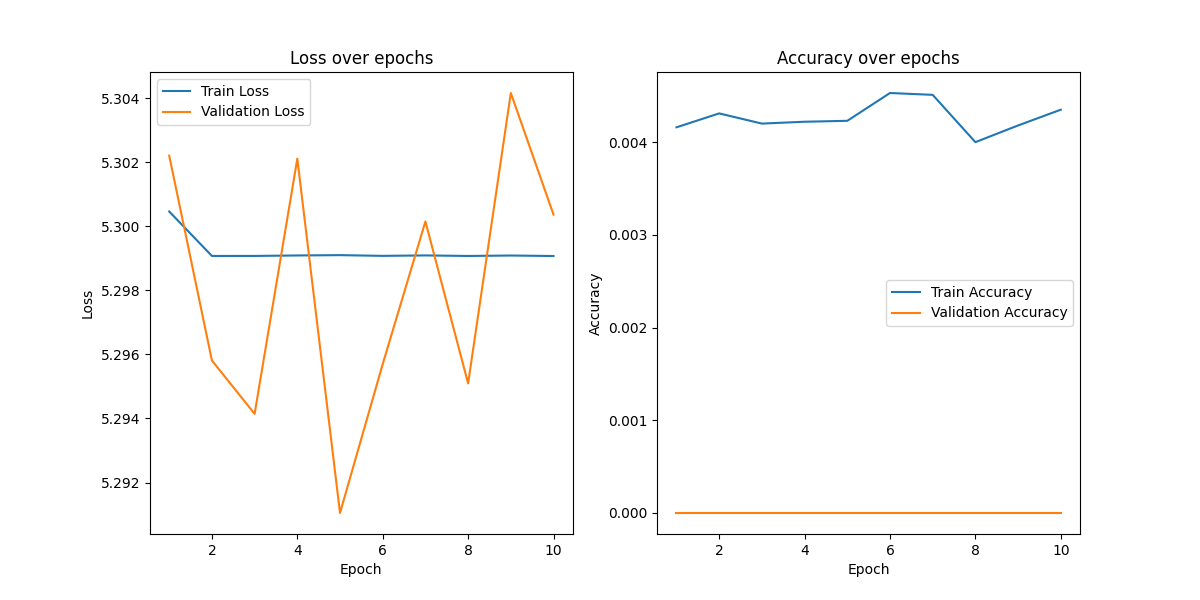 Loss over epochs
Train Loss
Validation Loss
5.304
5.302
5.300
5.298
5.296
5.294
5.292
Loss
2
4
6
8
10
Epoch
Accuracy over epochs
Train Accuracy
Validation Accuracy
0.004
0.003
0.002
0.001
0.000
Accuracy
2
4
6
8
10
Epoch